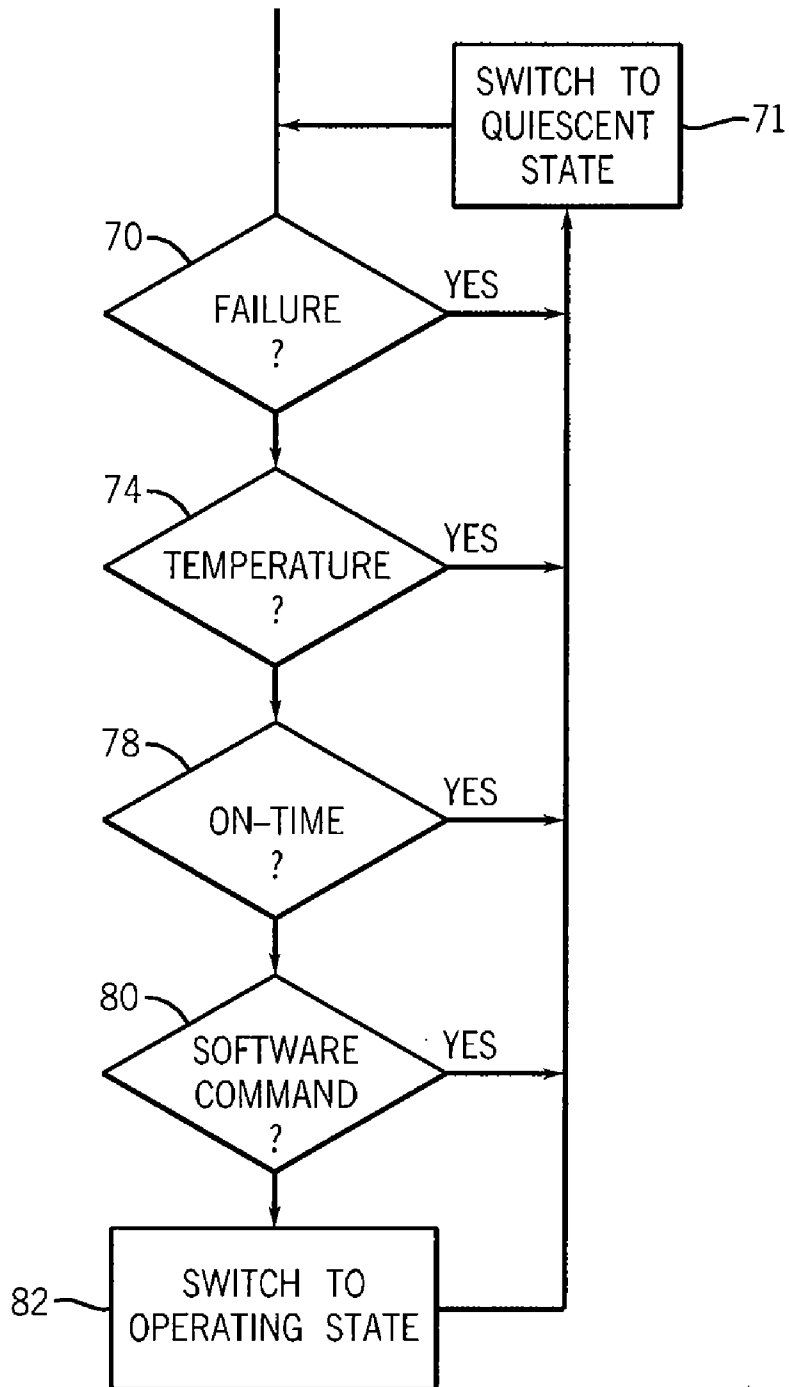 SWITCH TO
QUIESCENT
STATE
71
70
FAILURE
?
YES
74
TEMPERATURE
?
YES
78
ON-TIME
?
YES
80
SOFTWARE
COMMAND
?
YES
82
SWITCH TO
OPERATING STATE